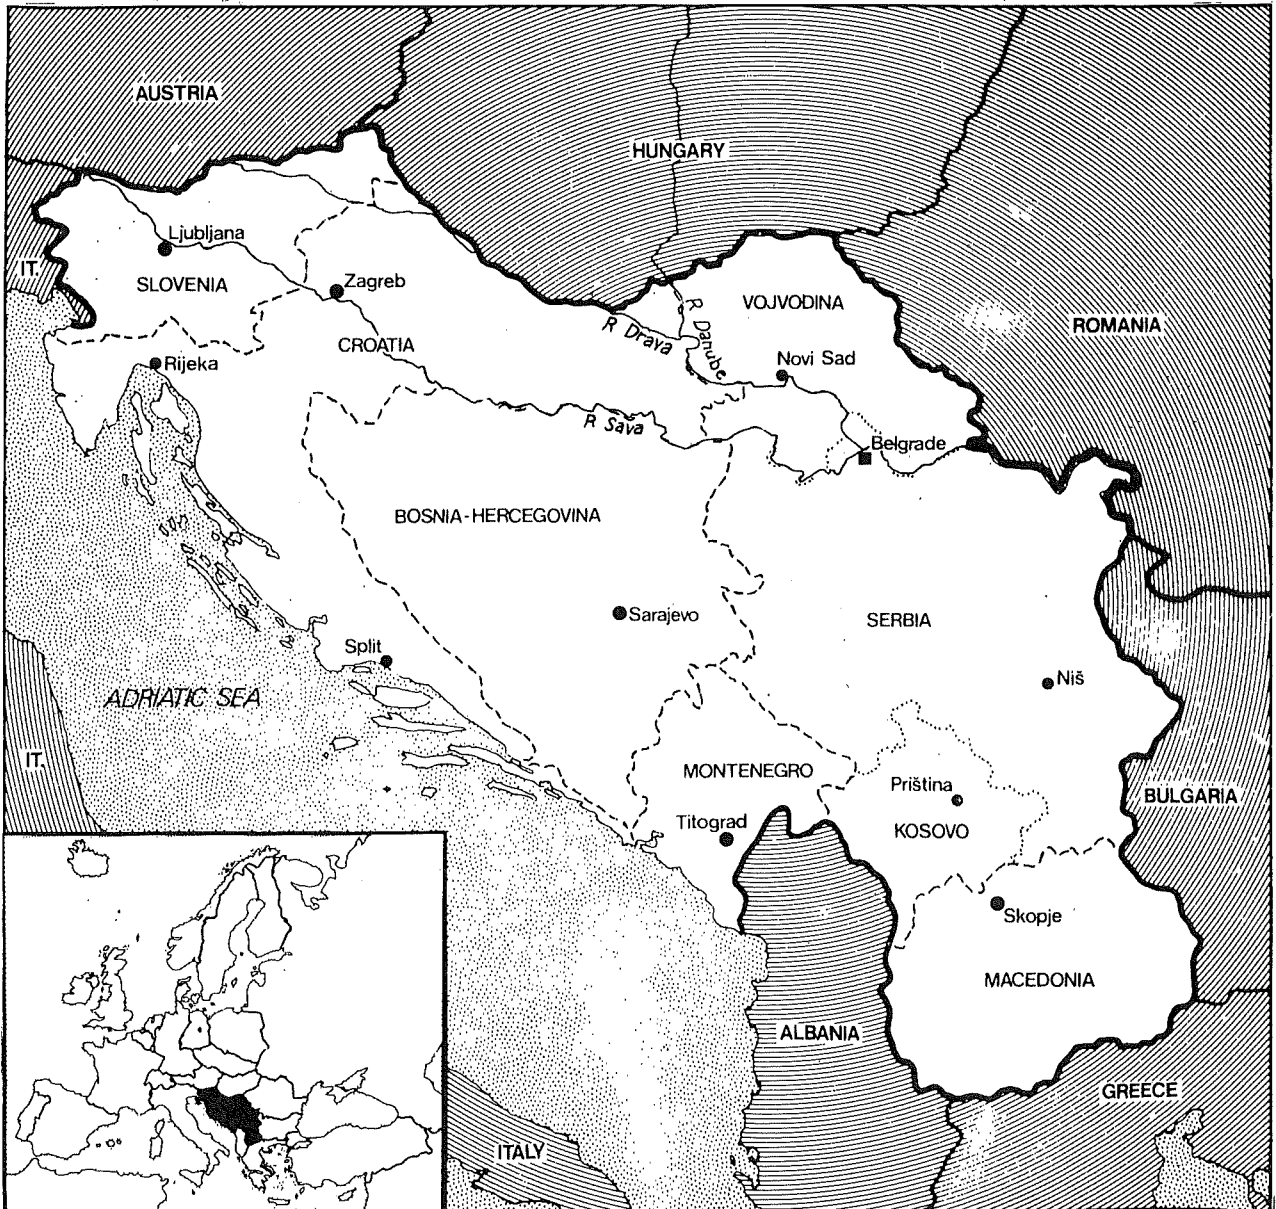 AUSTRIA
HUNGARY
Ljubljana
IT.
SLOVENIA
Zagreb
VOJVODINA
ROMANIA
R Drava
R Danube
CROATIA
Novi Sad
Rijeka
R Sava
Belgrade
BOSNIA-HERCEGOVINA
Sarajevo
SERBIA
Split
Niš
ADRIATIC SEA
IT.
MONTENEGRO
Priština
BULGARIA
Titograd
KOSOVO
Skopje
MACEDONIA
ALBANIA
GREECE
ITALY